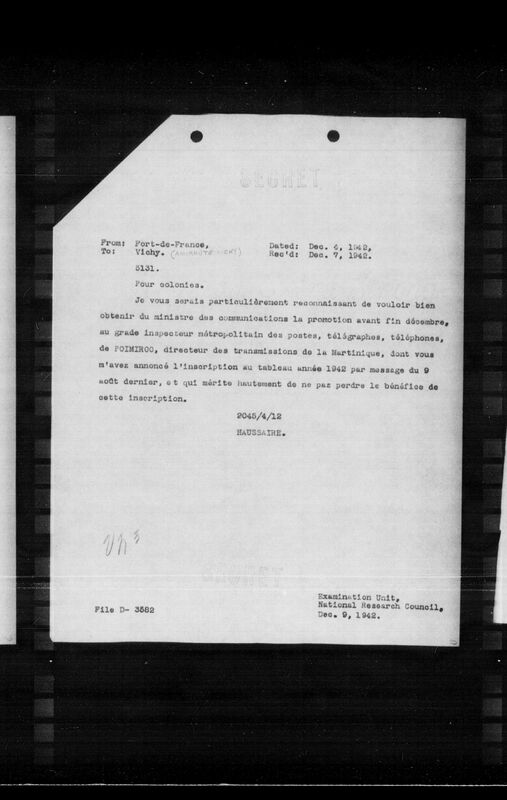 SECRET
From: Fort-de-France, Dated: Dec. 6, 1942,
To: Vichy. Rec'd: Dec. 7, 1942.
5131.
Pour colonies.
Je vous serais particulièrement reconnaissant de vouloir bien
obtenir du ministre des communications la promotion avant fin décembre,
au grade inspecteur métropolitain des postes, télégraphes, téléphones,
de POIMIROO, directeur des transmissions de la Martinique, dont vous
m'avez annoncé l'inscription au tableau année 1942 par message du 9
août dernier, et qui mérite hautement de ne pas perdre le bénéfice de
cette inscription.
2045/4/12
HAUSSAIRE.
Examination Unit,
National Research Council,
File D- 3582 Dec. 9, 1942.